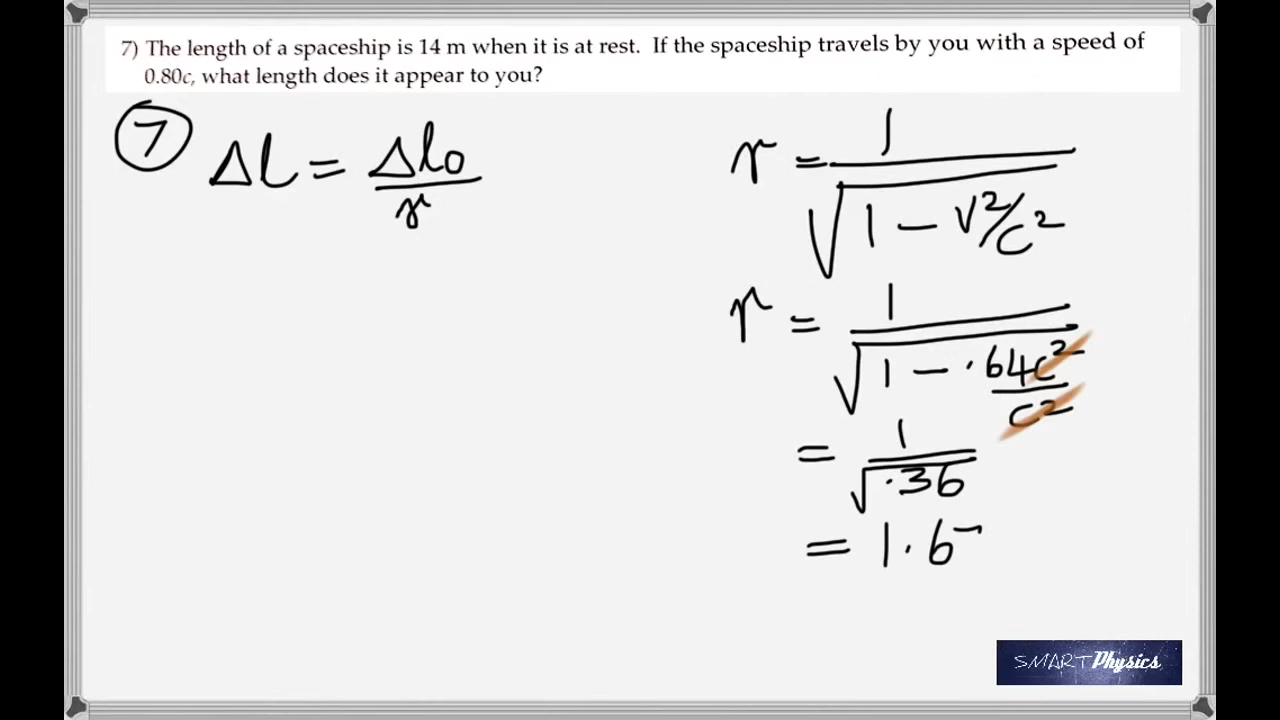 7) The length of a spaceship is 14 m when it is at rest. If the spaceship travels by you with a speed of
0.80c, what length does it appear to you?
7
Δl = Δl0/γ
γ = 1/√(1 - v²/c²)
γ = 1/√(1 - .64c²/c²)
= 1/√.36
= 1.6
SMART Physics